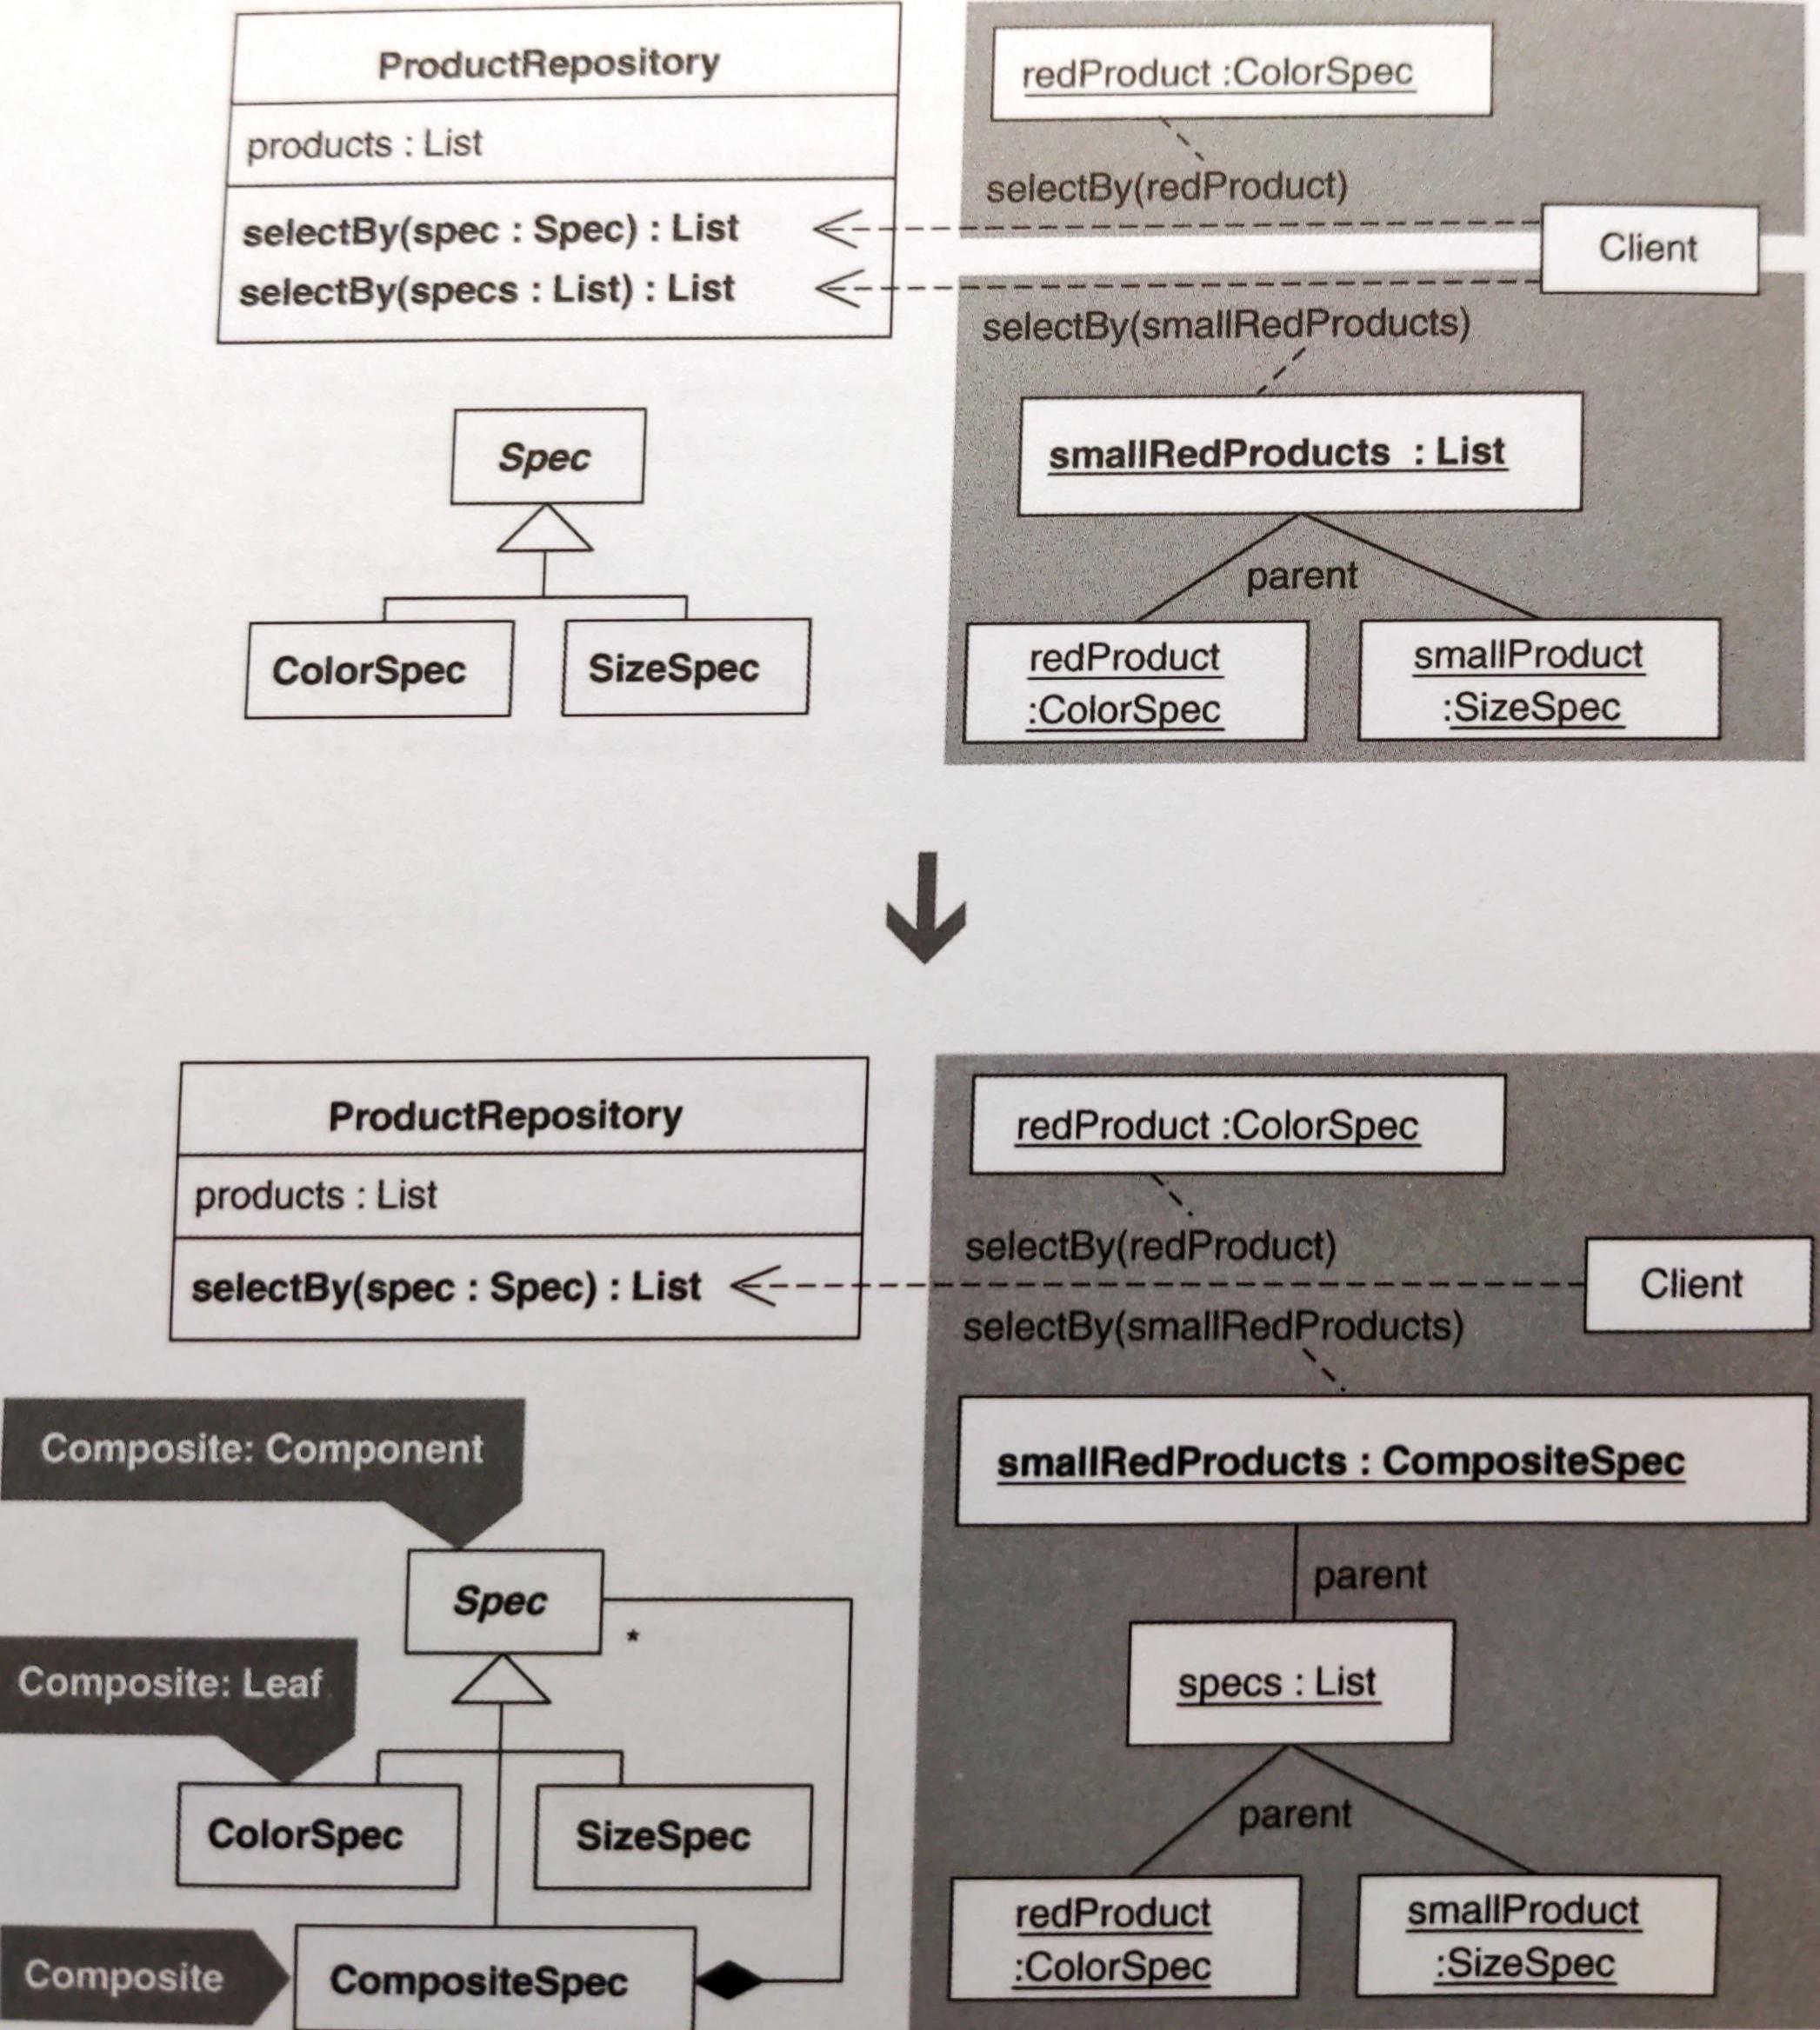 ProductRepository
products : List
selectBy(spec : Spec) : List
selectBy(specs : List) : List
redProduct :ColorSpec
selectBy(redProduct)
Client
selectBy(smallRedProducts)
smallRedProducts : List
parent
redProduct
:ColorSpec
smallProduct
:SizeSpec
Spec
ColorSpec
SizeSpec
ProductRepository
products : List
selectBy(spec : Spec) : List
redProduct :ColorSpec
selectBy(redProduct)
Client
selectBy(smallRedProducts)
smallRedProducts : CompositeSpec
parent
specs : List
parent
redProduct
:ColorSpec
smallProduct
:SizeSpec
Composite: Component
Spec
*
Composite: Leaf
ColorSpec
SizeSpec
Composite
CompositeSpec